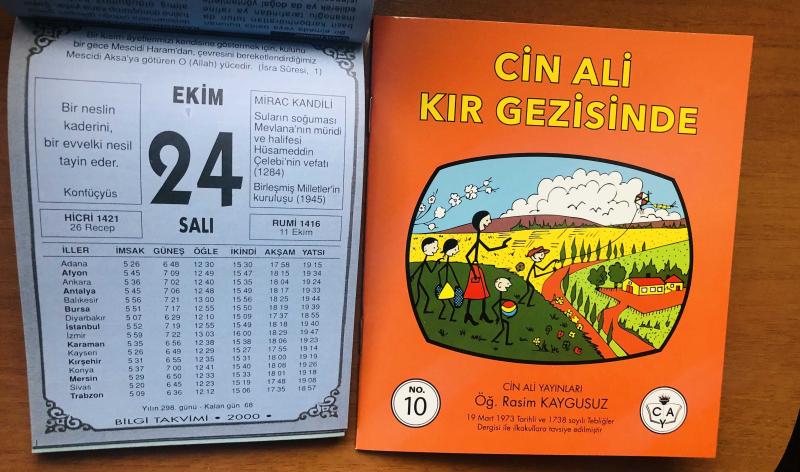 Bir kısım âyetlerimizi kendisine göstermek için, kulunu
bir gece Mescidi Haram'dan, çevresini bereketlendirdiğimiz
Mescidi Aksa'ya götüren O (Allah) yücedir. (İsra Sûresi, 1)
Bir neslin
kaderini,
bir evvelki nesil
tayin eder.
Konfüçyüs
EKİM
24
SALI
MİRAC KANDİLİ
Suların soğuması
Mevlana'nın müridi
ve halifesi
Hüsameddin
Çelebi'nin vefatı
(1284)
Birleşmiş Milletler'in
kuruluşu (1945)
HİCRİ 1421
26 Recep
RUMİ 1416
11 Ekim
İLLER İMSAK GÜNEŞ ÖĞLE İKİNDİ AKŞAM YATSI
Adana 5 26 6 48 12 30 15 30 17 58 19 15
Afyon 5 45 7 09 12 49 15 47 18 15 19 34
Ankara 5 36 7 02 12 40 15 35 18 04 19 24
Antalya 5 45 7 06 12 48 15 49 18 17 19 33
Balıkesir 5 56 7 21 13 00 15 56 18 25 19 44
Bursa 5 51 7 17 12 55 15 50 18 19 19 39
Diyarbakır 5 07 6 29 12 10 15 09 17 37 18 55
İstanbul 5 52 7 19 12 55 15 49 18 18 19 40
İzmir 5 59 7 22 13 03 16 00 18 29 19 47
Karaman 5 35 6 56 12 38 15 38 18 06 19 23
Kayseri 5 26 6 49 12 29 15 27 17 55 19 14
Kırşehir 5 31 6 55 12 35 15 31 18 00 19 19
Konya 5 37 7 00 12 41 15 40 18 08 19 26
Mersin 5 29 6 50 12 33 15 33 18 01 19 18
Sivas 5 20 6 45 12 23 15 19 17 48 19 08
Trabzon 5 09 6 36 12 12 15 06 17 35 18 57
Yılın 298. günü - Kalan gün 68
BİLGİ TAKVİMİ • 2000 •
CİN ALİ
KIR GEZİSİNDE
NO.
10
CİN ALİ YAYINLARI
Öğ. Rasim KAYGUSUZ
19 Mart 1973 Tarihli ve 1738 sayılı Tebliğler
Dergisi ile ilkokullara tavsiye edilmiştir
C A
Y